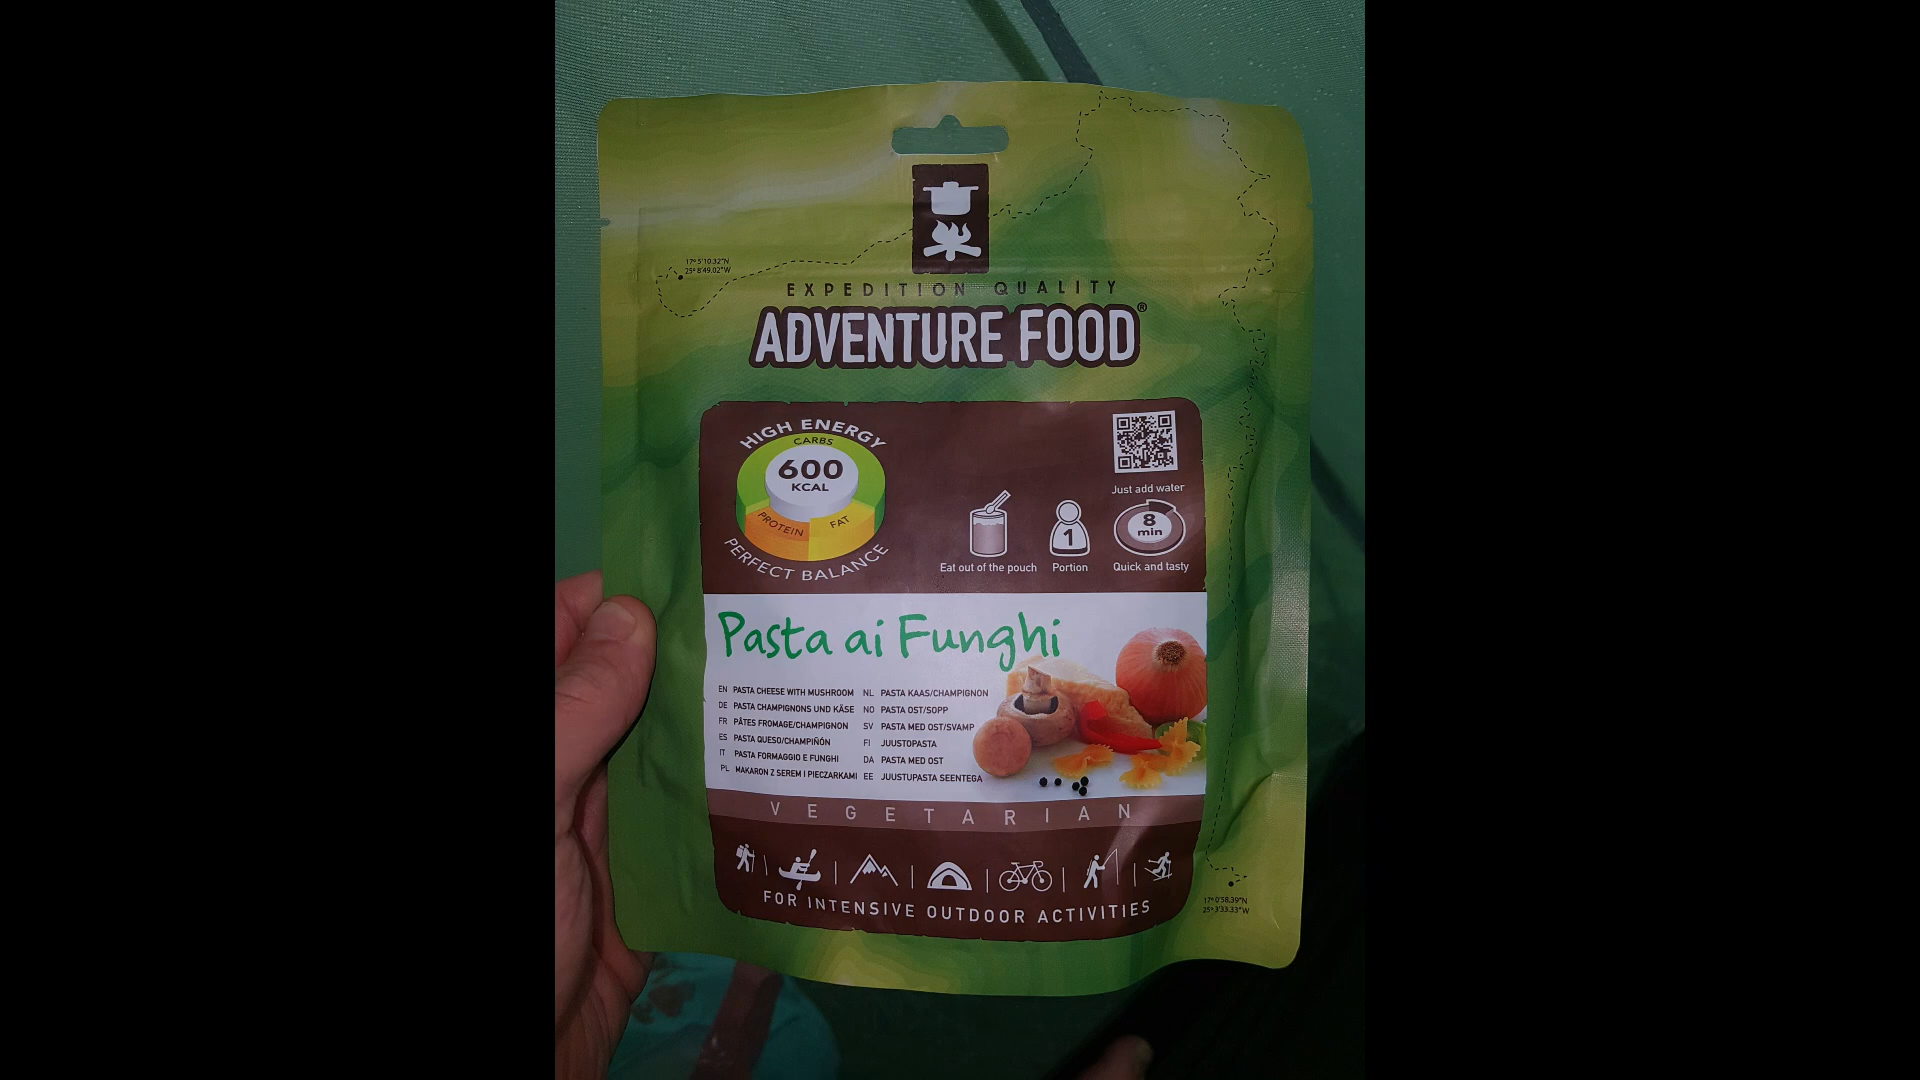 17° 5'10.32"N
25° 8'49.02"W
EXPEDITION QUALITY
ADVENTURE FOOD®
HIGH ENERGY
CARBS
600
KCAL
PROTEIN
FAT
PERFECT BALANCE
Just add water
8
min
1
Eat out of the pouch
Portion
Quick and tasty
Pasta ai Funghi
EN PASTA CHEESE WITH MUSHROOM
DE PASTA CHAMPIGNONS UND KÄSE
FR PÂTES FROMAGE/CHAMPIGNON
ES PASTA QUESO/CHAMPIÑÓN
IT PASTA FORMAGGIO E FUNGHI
PL MAKARON Z SEREM I PIECZARKAMI
NL PASTA KAAS/CHAMPIGNON
NO PASTA OST/SOPP
SV PASTA MED OST/SVAMP
FI JUUSTOPASTA
DA PASTA MED OST
EE JUUSTUPASTA SEENTEGA
VEGETARIAN
FOR INTENSIVE OUTDOOR ACTIVITIES
17° 0'58.39"N
25° 3'33.33"W